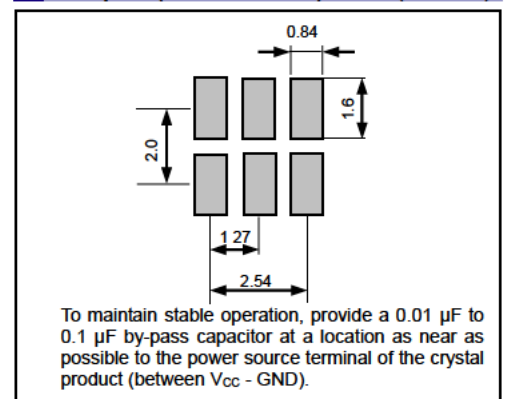 0.84
1.6
2.0
1 27
2.54
To maintain stable operation, provide a 0.01 µF to
0.1 µF by-pass capacitor at a location as near as
possible to the power source terminal of the crystal
product (between VCC - GND).